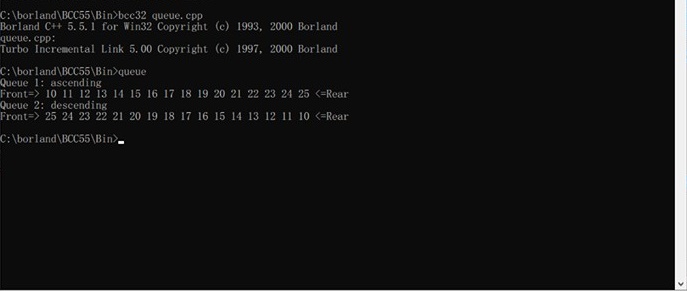 C:\borland\BCC55\Bin>bcc32 queue.cpp
Borland C++ 5.5.1 for Win32 Copyright (c) 1993, 2000 Borland
queue.cpp:
Turbo Incremental Link 5.00 Copyright (c) 1997, 2000 Borland
C:\borland\BCC55\Bin>queue
Queue 1: ascending
Front=> 10 11 12 13 14 15 16 17 18 19 20 21 22 23 24 25 <=Rear
Queue 2: descending
Front=> 25 24 23 22 21 20 19 18 17 16 15 14 13 12 11 10 <=Rear
C:\borland\BCC55\Bin>